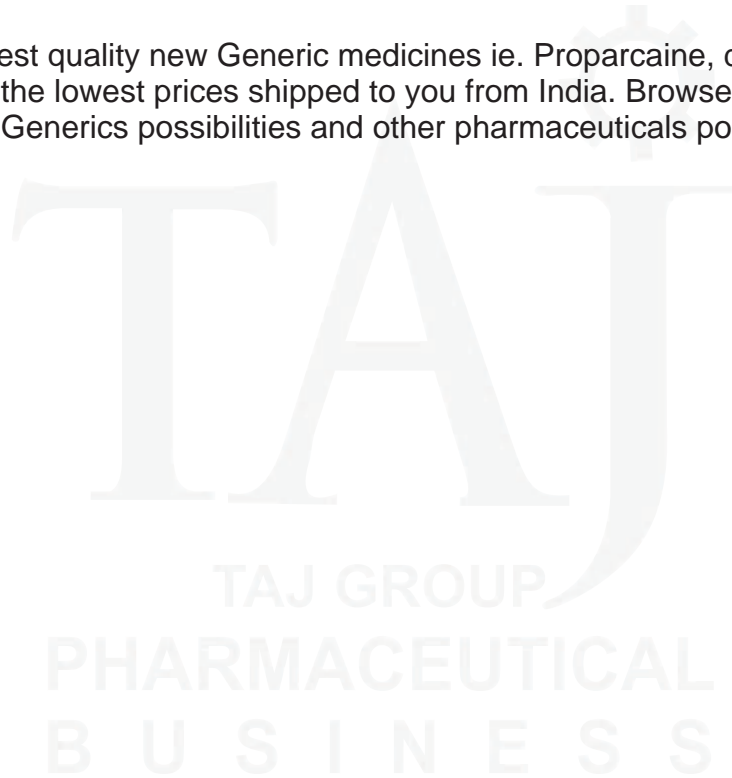 est quality new Generic medicines ie. Proparcaine,
the lowest prices shipped to you from India. Browse
Generics possibilities and other pharmaceuticals po
TAJ
TAJ GROUP
PHARMACEUTICAL
BUSINESS